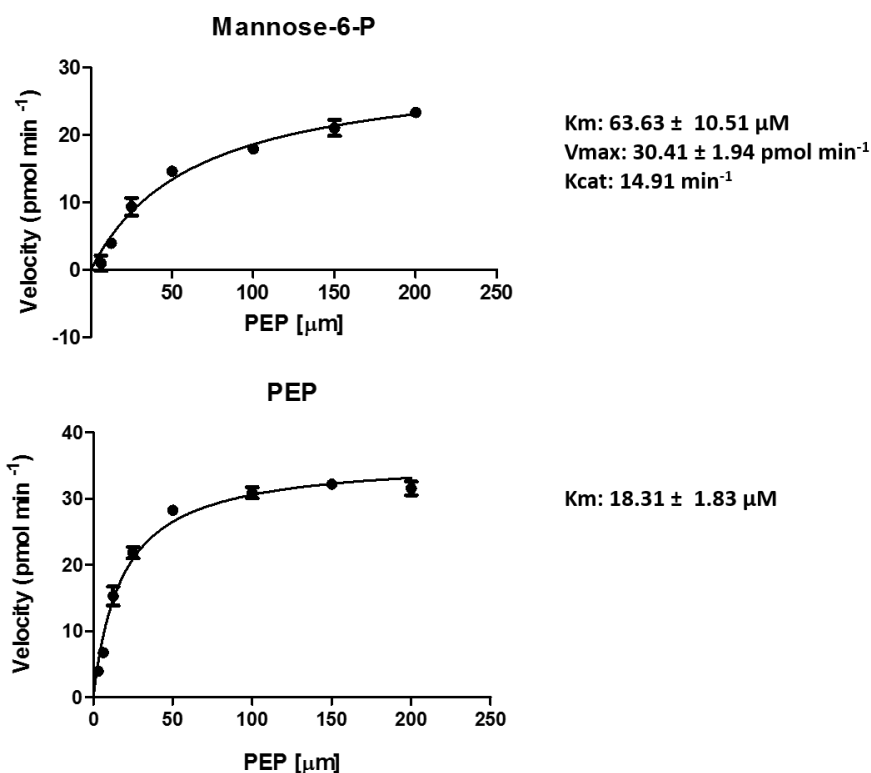 Mannose-6-P
30
20
10
0
-10
50
100
150
200
250
Velocity (pmol min -1)
PEP [μm]
Km: 63.63 ± 10.51 μM
Vmax: 30.41 ± 1.94 pmol min-1
Kcat: 14.91 min-1
PEP
40
30
20
10
0
0
50
100
150
200
250
Velocity (pmol min -1)
PEP [μm]
Km: 18.31 ± 1.83 μM